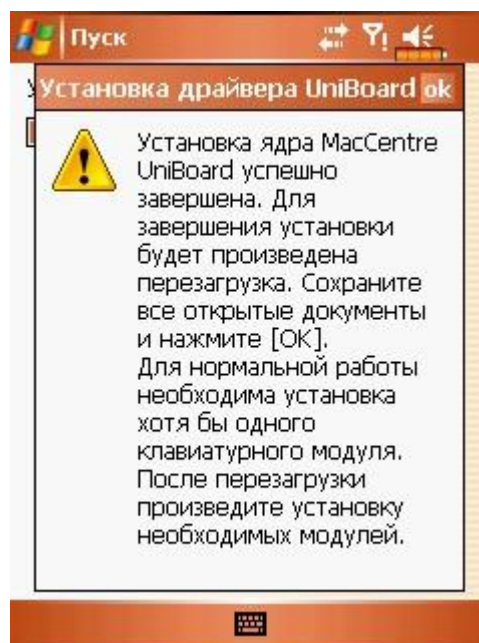 Пуск
Установка драйвера UniBoard ok
Установка ядра MacCentre
UniBoard успешно
завершена. Для
завершения установки
будет произведена
перезагрузка. Сохраните
все открытые документы
и нажмите [OK].
Для нормальной работы
необходима установка
хотя бы одного
клавиатурного модуля.
После перезагрузки
произведите установку
необходимых модулей.